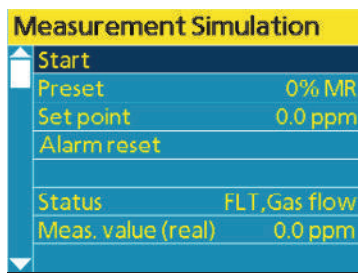 Measurement Simulation
Start
Preset 0% MR
Set point 0.0 ppm
Alarm reset
Status FLT,Gas flow
Meas. value (real) 0.0 ppm